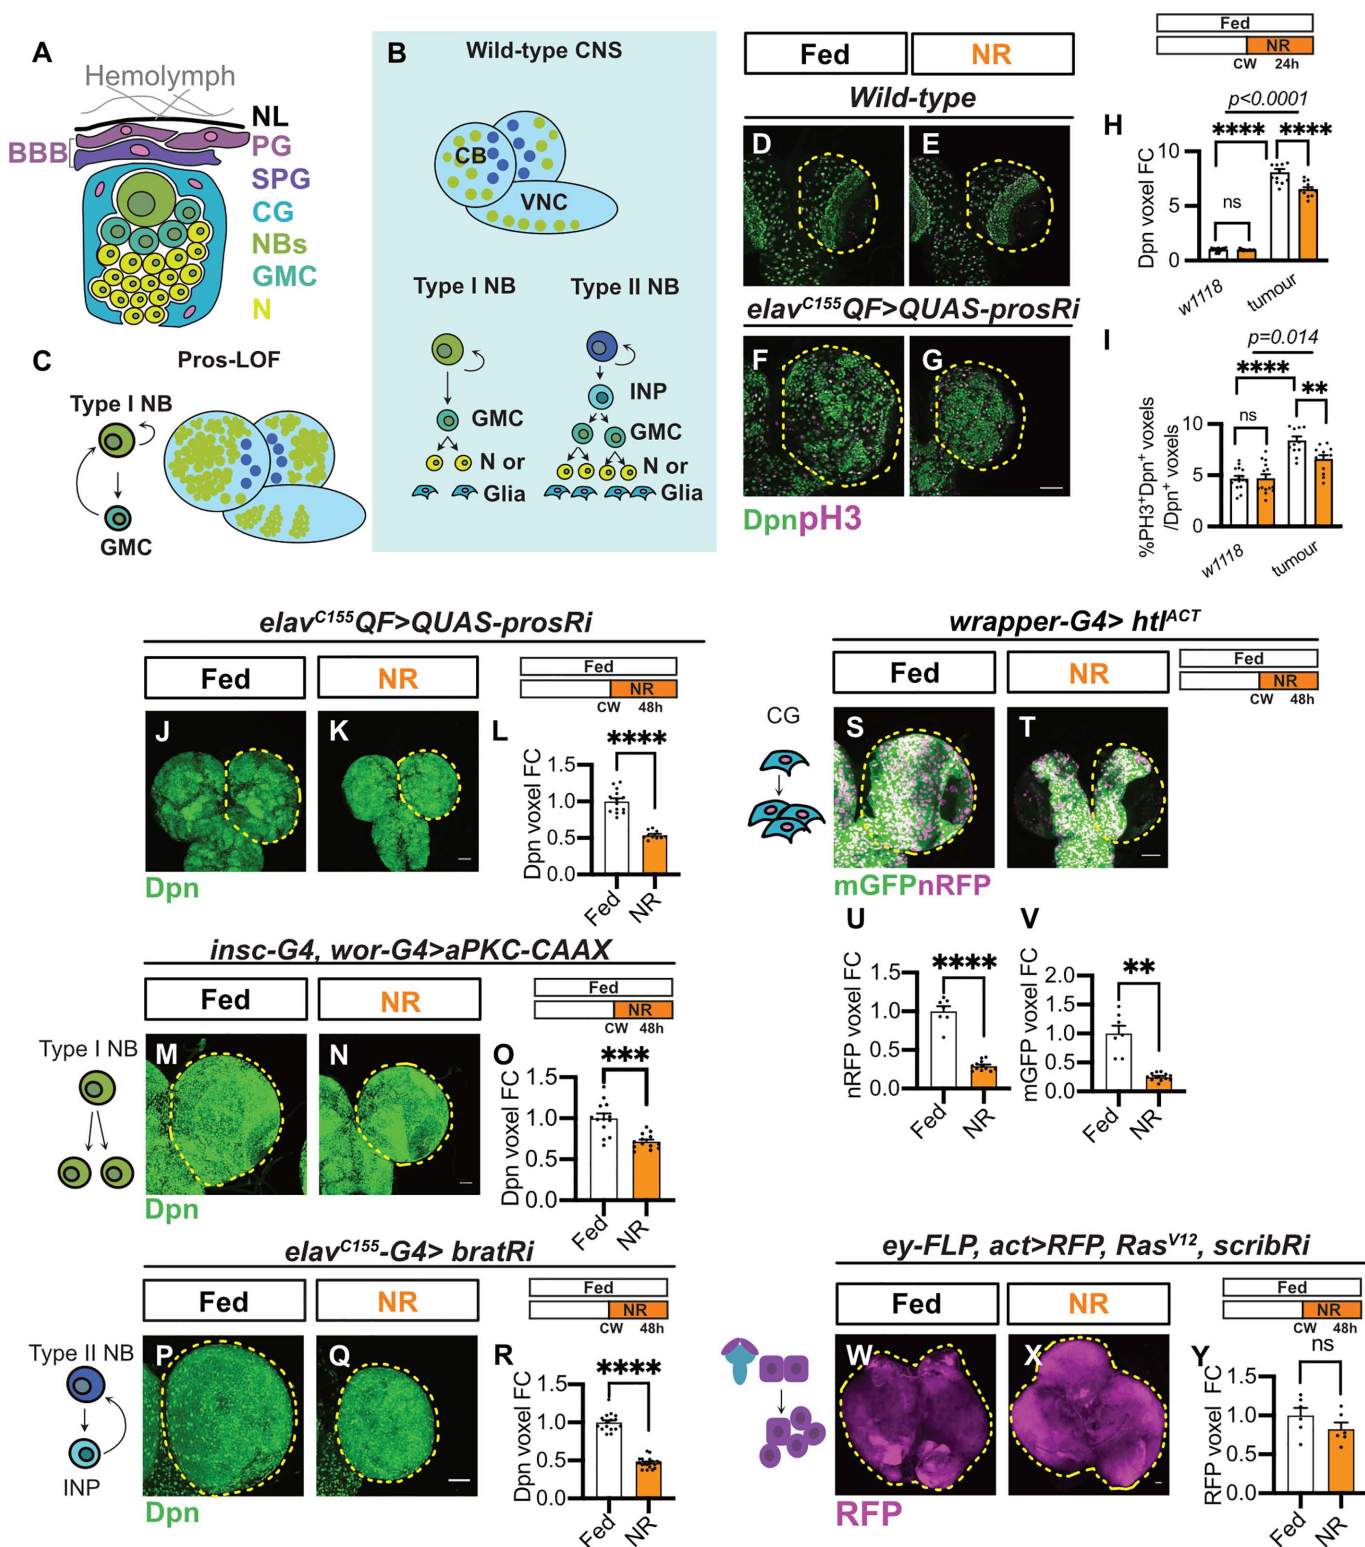 A
Hemolymph
NL
BBB
PG
SPG
CG
NBs
GMC
N
B
Wild-type CNS
CB
VNC
Type I NB
Type II NB
INP
GMC
GMC
N or
N or
Glia
Glia
C
Pros-LOF
Type I NB
GMC
Fed
NR
Wild-type
D
E
elavC155QF>QUAS-prosRi
F
G
DpnpH3
Fed
NR
CW
24h
H
p<0.0001
**** ****
ns
Dpn voxel FC
10
5
0
w1118
tumour
I
p=0.014
****
**
ns
%PH3+Dpn+ voxels
/Dpn+ voxels
10
5
0
w1118
tumour
elavC155QF>QUAS-prosRi
Fed
NR
J
K
Dpn
Fed
NR
CW
48h
L
****
Dpn voxel FC
1.5
1.0
0.5
0.0
Fed
NR
insc-G4, wor-G4>aPKC-CAAX
Fed
NR
Type I NB
M
N
Dpn
Fed
NR
CW
48h
O
***
Dpn voxel FC
1.5
1.0
0.5
0.0
Fed
NR
elavC155-G4> bratRi
Fed
NR
Type II NB
INP
P
Q
Dpn
Fed
NR
CW
48h
R
****
Dpn voxel FC
1.5
1.0
0.5
0.0
Fed
NR
wrapper-G4> htlACT
Fed
NR
Fed
NR
CW
48h
CG
S
T
mGFPnRFP
U
****
nRFP voxel FC
1.5
1.0
0.5
0.0
Fed
NR
V
**
mGFP voxel FC
2.0
1.5
1.0
0.5
0.0
Fed
NR
ey-FLP, act>RFP, RasV12, scribRi
Fed
NR
W
X
RFP
Fed
NR
CW
48h
Y
ns
RFP voxel FC
1.5
1.0
0.5
0.0
Fed
NR